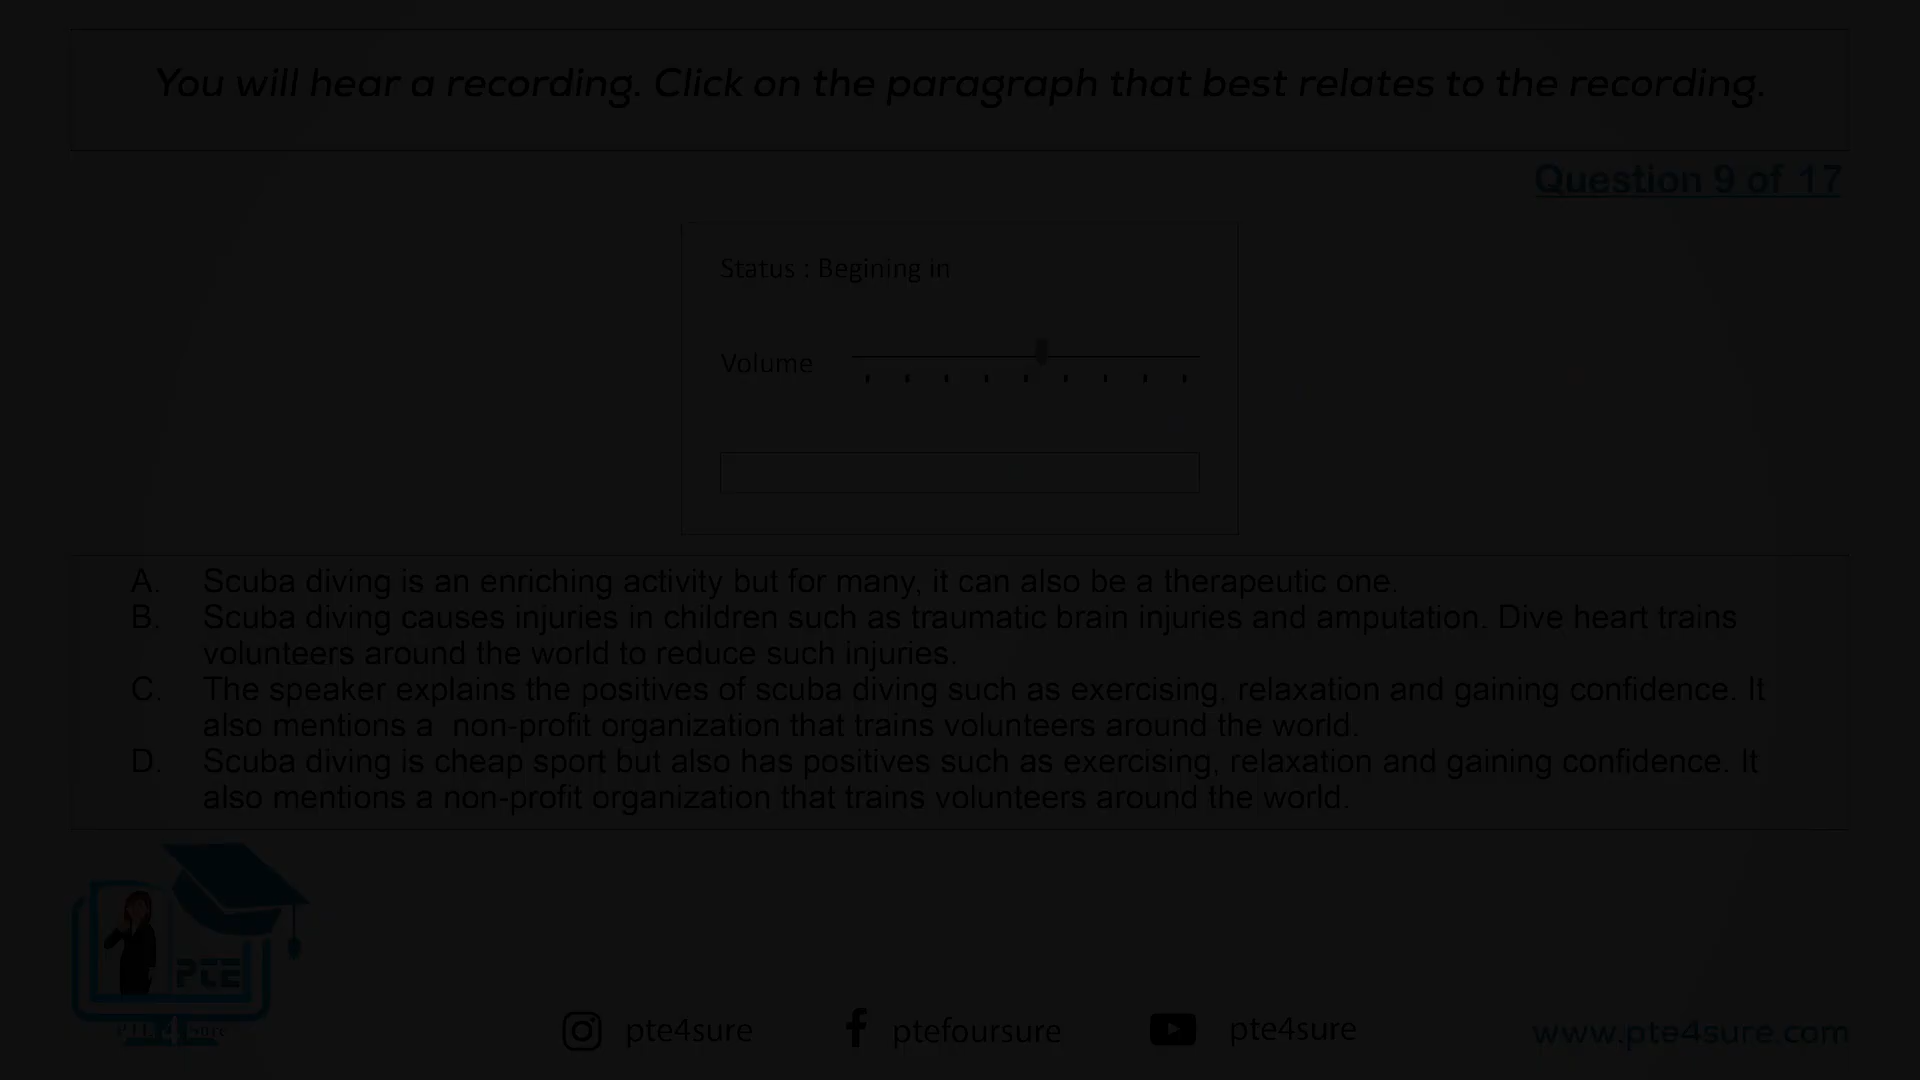 You will hear a recording. Click on the paragraph that best relates to the recording.
Question 9 of 17
Status : Begining in
Volume
A. Scuba diving is an enriching activity but for many, it can also be a therapeutic one.
B. Scuba diving causes injuries in children such as traumatic brain injuries and amputation. Dive heart trains
volunteers around the world to reduce such injuries.
C. The speaker explains the positives of scuba diving such as exercising, relaxation and gaining confidence. It
also mentions a non-profit organization that trains volunteers around the world.
D. Scuba diving is cheap sport but also has positives such as exercising, relaxation and gaining confidence. It
also mentions a non-profit organization that trains volunteers around the world.
PTE
PTE 4 Sure
pte4sure
ptefoursure
pte4sure
www.pte4sure.com